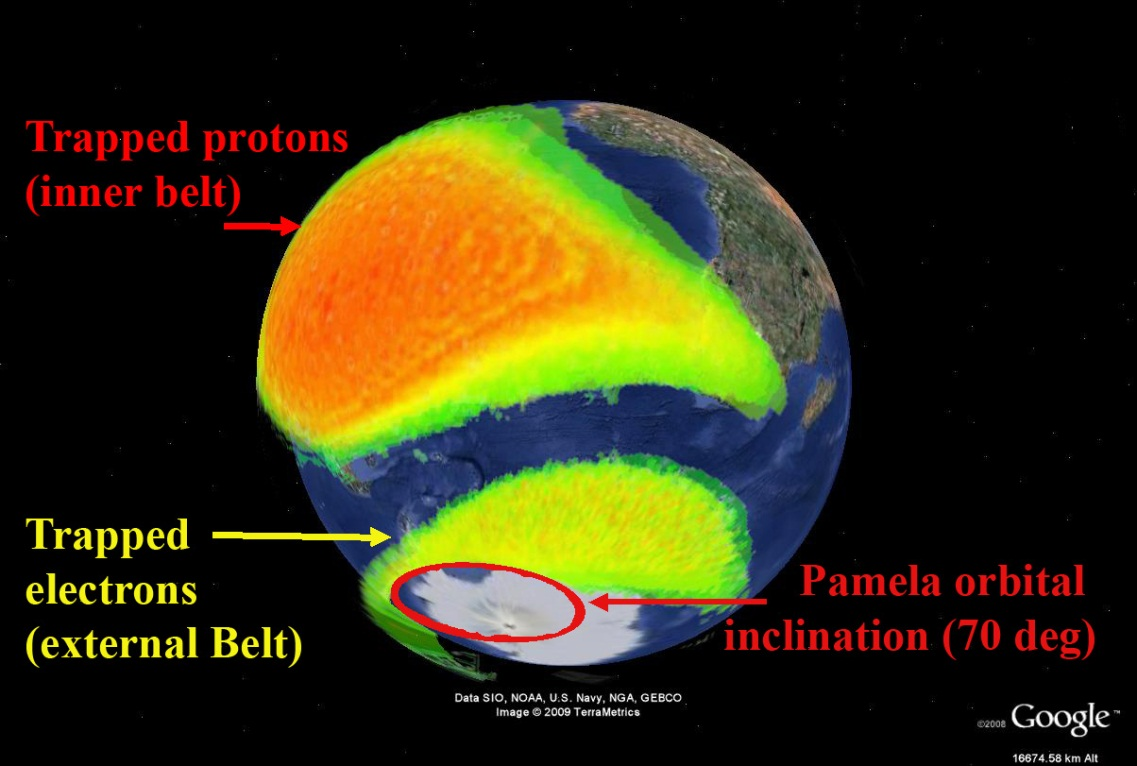 Trapped protons
(inner belt)
Trapped
electrons
(external Belt)
Pamela orbital
inclination (70 deg)
Data SIO, NOAA, U.S. Navy, NGA, GEBCO
Image © 2009 TerraMetrics
©2008 Google™
16674.58 km Alt